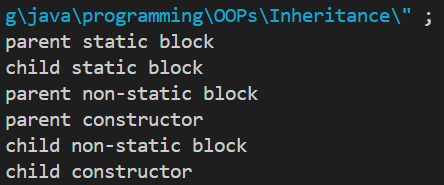 g\java\programming\OOPs\Inheritance\" ;
parent static block
child static block
parent non-static block
parent constructor
child non-static block
child constructor